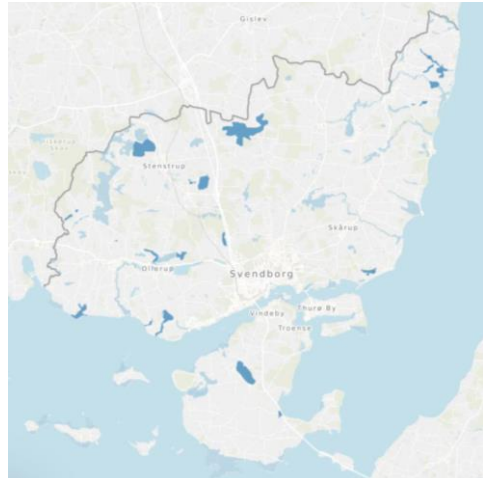 Gislev
Stenstrup
Skårup
Ollerup
Svendborg
Vindeby
Thurø By
Troense